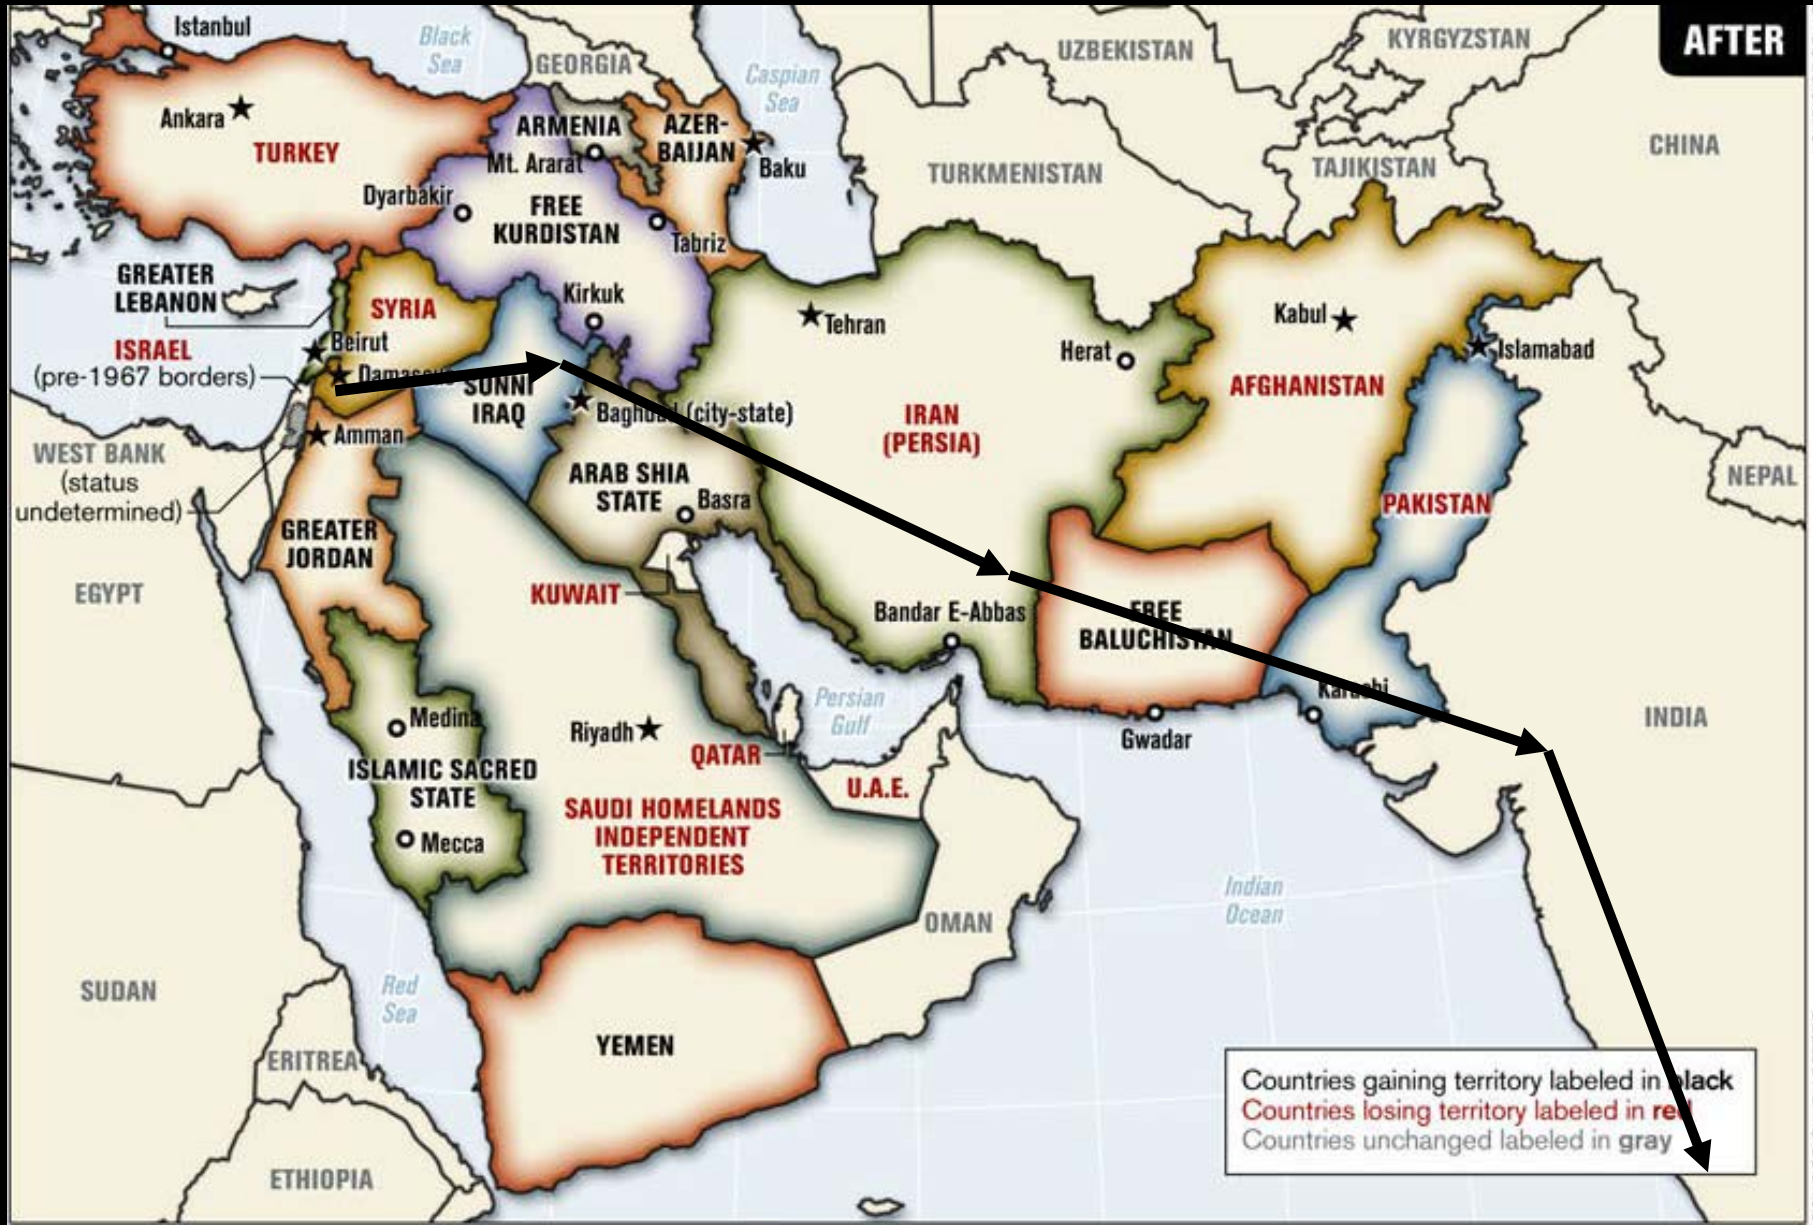 AFTER
Istanbul
Black
Sea
GEORGIA
Caspian
Sea
UZBEKISTAN
KYRGYZSTAN
Ankara
TURKEY
ARMENIA
Mt. Ararat
AZER-
BAIJAN
Baku
TURKMENISTAN
TAJIKISTAN
CHINA
Dyarbakir
FREE
KURDISTAN
Tabriz
GREATER
LEBANON
SYRIA
Kirkuk
Tehran
Herat
Kabul
Islamabad
ISRAEL
(pre-1967 borders)
Beirut
Damascus
SUNNI
IRAQ
Baghdad (city-state)
IRAN
(PERSIA)
AFGHANISTAN
Amman
WEST BANK
(status
undetermined)
ARAB SHIA
STATE
Basra
PAKISTAN
NEPAL
GREATER
JORDAN
EGYPT
KUWAIT
Bandar E-Abbas
FREE
BALUCHISTAN
Karachi
Persian
Gulf
Gwadar
INDIA
Medina
Riyadh
QATAR
U.A.E.
ISLAMIC SACRED
STATE
Mecca
SAUDI HOMELANDS
INDEPENDENT
TERRITORIES
Indian
Ocean
OMAN
SUDAN
Red
Sea
YEMEN
ERITREA
ETHIOPIA
Countries gaining territory labeled in black
Countries losing territory labeled in red
Countries unchanged labeled in gray